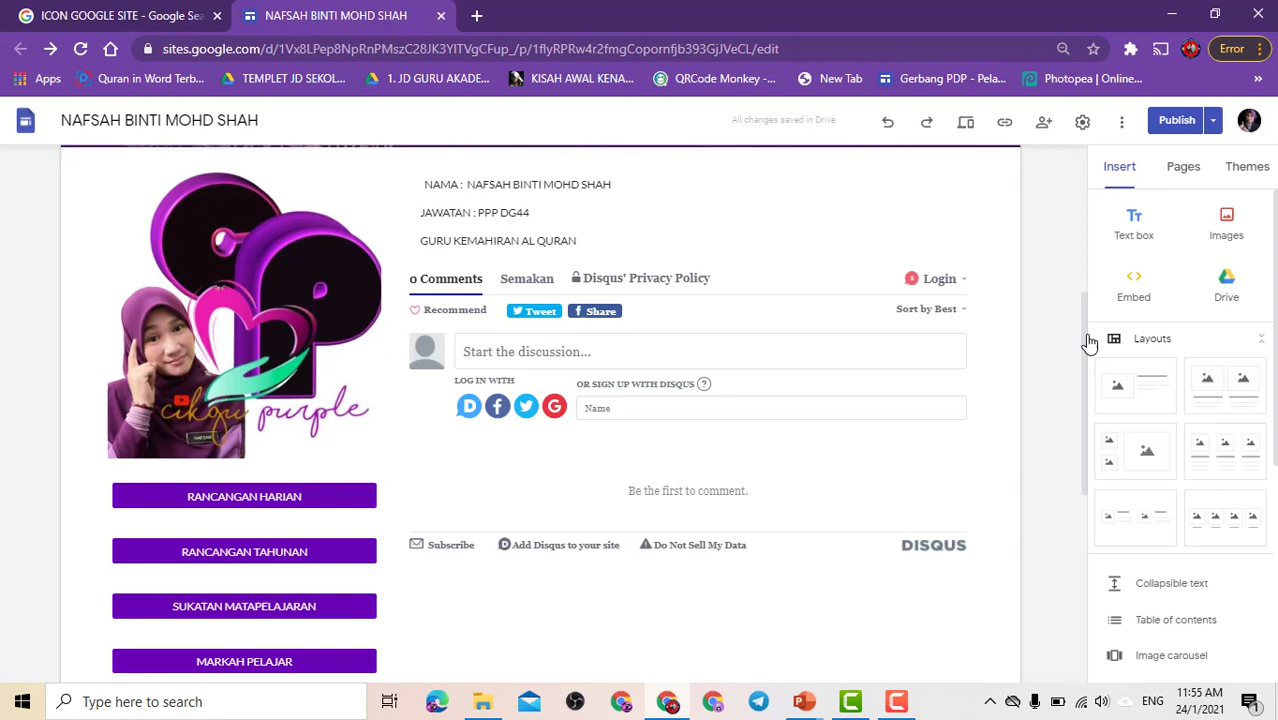 ICON GOOGLE SITE - Google Sear
NAFSAH BINTI MOHD SHAH
sites.google.com/d/1Vx8LPep8NpRnPMszC28JK3YlTVgCFup_/p/1flyRPRw4r2fmgCopornfjb393GjJVeCL/edit
Error
Apps
Quran in Word Terb...
TEMPLET JD SEKOL...
1. JD GURU AKADE...
KISAH AWAL KENA...
QRCode Monkey -...
New Tab
Gerbang PDP - Pela...
Photopea | Online...
NAFSAH BINTI MOHD SHAH
All changes saved in Drive
Publish
Insert
Pages
Themes
NAMA : NAFSAH BINTI MOHD SHAH
JAWATAN : PPP DG44
GURU KEMAHIRAN AL QURAN
Text box
Images
Embed
Drive
0 Comments
Semakan
Disqus' Privacy Policy
Login
Recommend
Tweet
Share
Sort by Best
Start the discussion...
LOG IN WITH
OR SIGN UP WITH DISQUS ?
Name
Layouts
cikgu purple
Be the first to comment.
Subscribe
Add Disqus to your site
Do Not Sell My Data
DISQUS
RANCANGAN HARIAN
RANCANGAN TAHUNAN
SUKATAN MATAPELAJARAN
MARKAH PELAJAR
Collapsible text
Table of contents
Image carousel
Type here to search
ENG
11:55 AM
24/1/2021
1